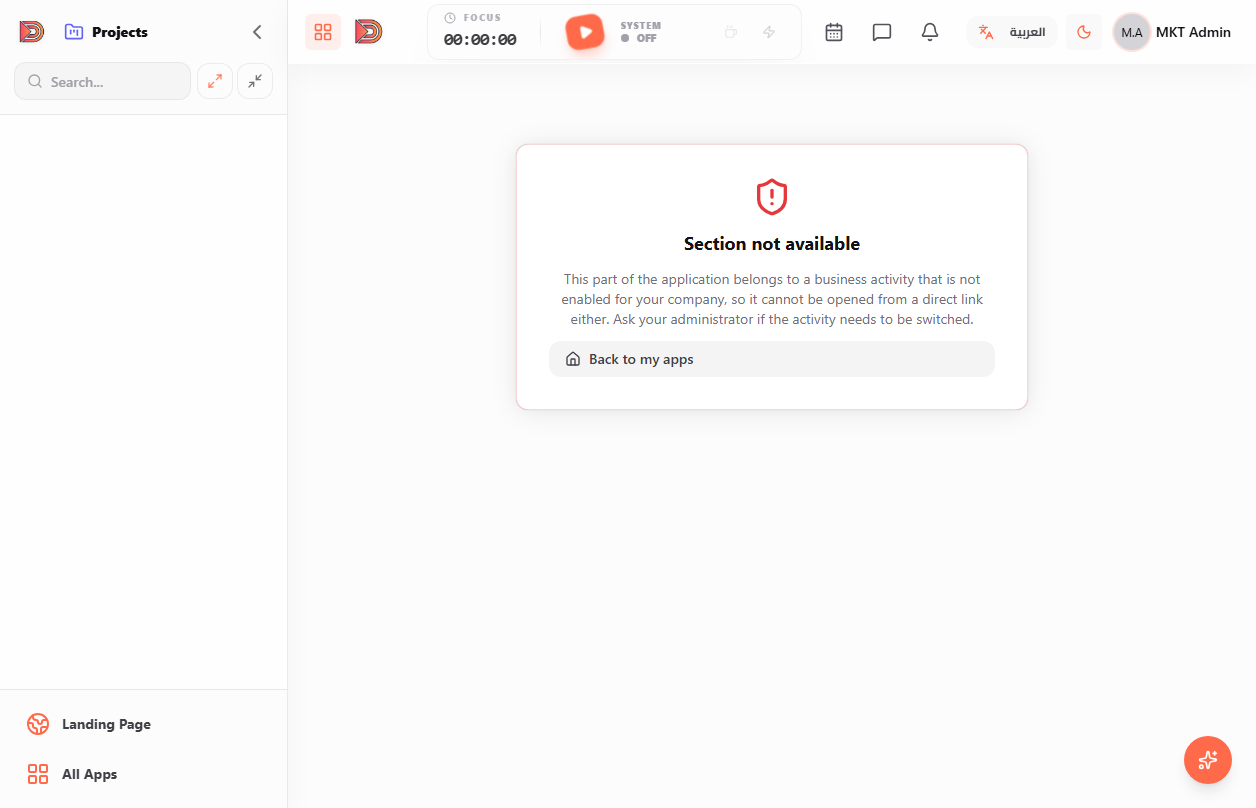 Projects
Search...
Landing Page
All Apps
FOCUS
00:00:00
SYSTEM
OFF
العربية
M.A
MKT Admin
Section not available
This part of the application belongs to a business activity that is not
enabled for your company, so it cannot be opened from a direct link
either. Ask your administrator if the activity needs to be switched.
Back to my apps